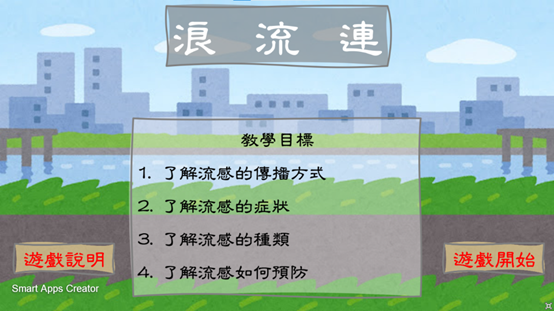 浪 流 連
教學目標
1. 了解流感的傳播方式
2. 了解流感的症狀
3. 了解流感的種類
4. 了解流感如何預防
遊戲說明
遊戲開始
Smart Apps Creator